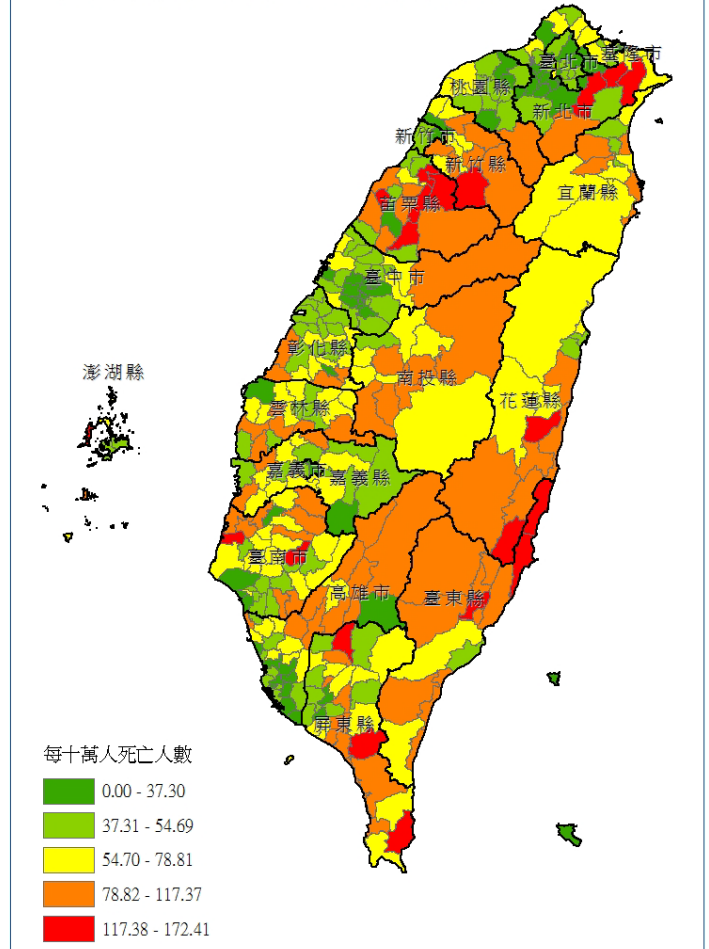 臺北市
基隆市
桃園縣
新北市
新竹市
新竹縣
宜蘭縣
苗栗縣
臺中市
彰化縣
澎湖縣
南投縣
花蓮縣
雲林縣
嘉義市
嘉義縣
臺南市
高雄市
臺東縣
屏東縣
每十萬人死亡人數
0.00 - 37.30
37.31 - 54.69
54.70 - 78.81
78.82 - 117.37
117.38 - 172.41